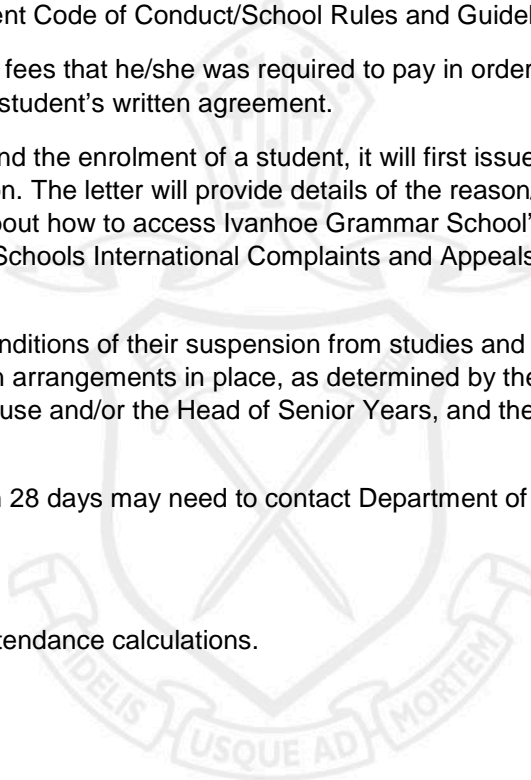 ent Code of Conduct/School Rules and Guidel
fees that he/she was required to pay in order
student's written agreement.
nd the enrolment of a student, it will first issue
on. The letter will provide details of the reason/
bout how to access Ivanhoe Grammar School'
Schools International Complaints and Appeals
nditions of their suspension from studies and
n arrangements in place, as determined by the
use and/or the Head of Senior Years, and the
n 28 days may need to contact Department of
tendance calculations.
FIDELIS
USQUE AD
MORTEM